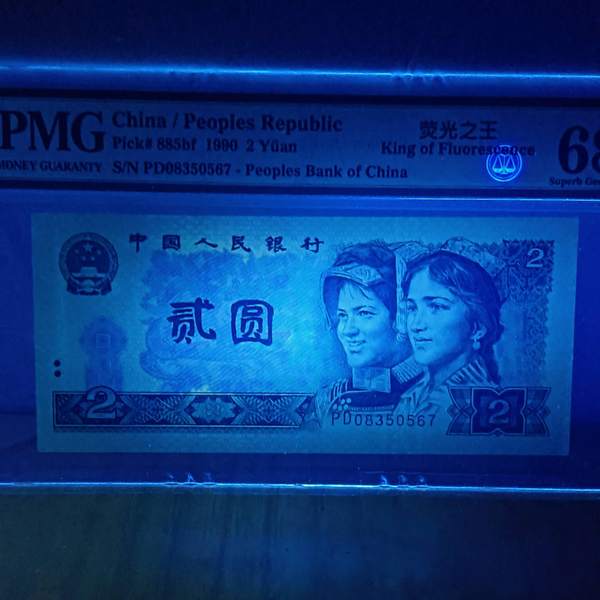 PMG
China / Peoples Republic
荧光之王
Pick# 885bf 1990 2 Yüan
King of Fluorescence
68
MONEY GUARANTY
S/N PD08350567 - Peoples Bank of China
Superb Ge
中国人民银行
2
贰圆
2
PD08350567
2